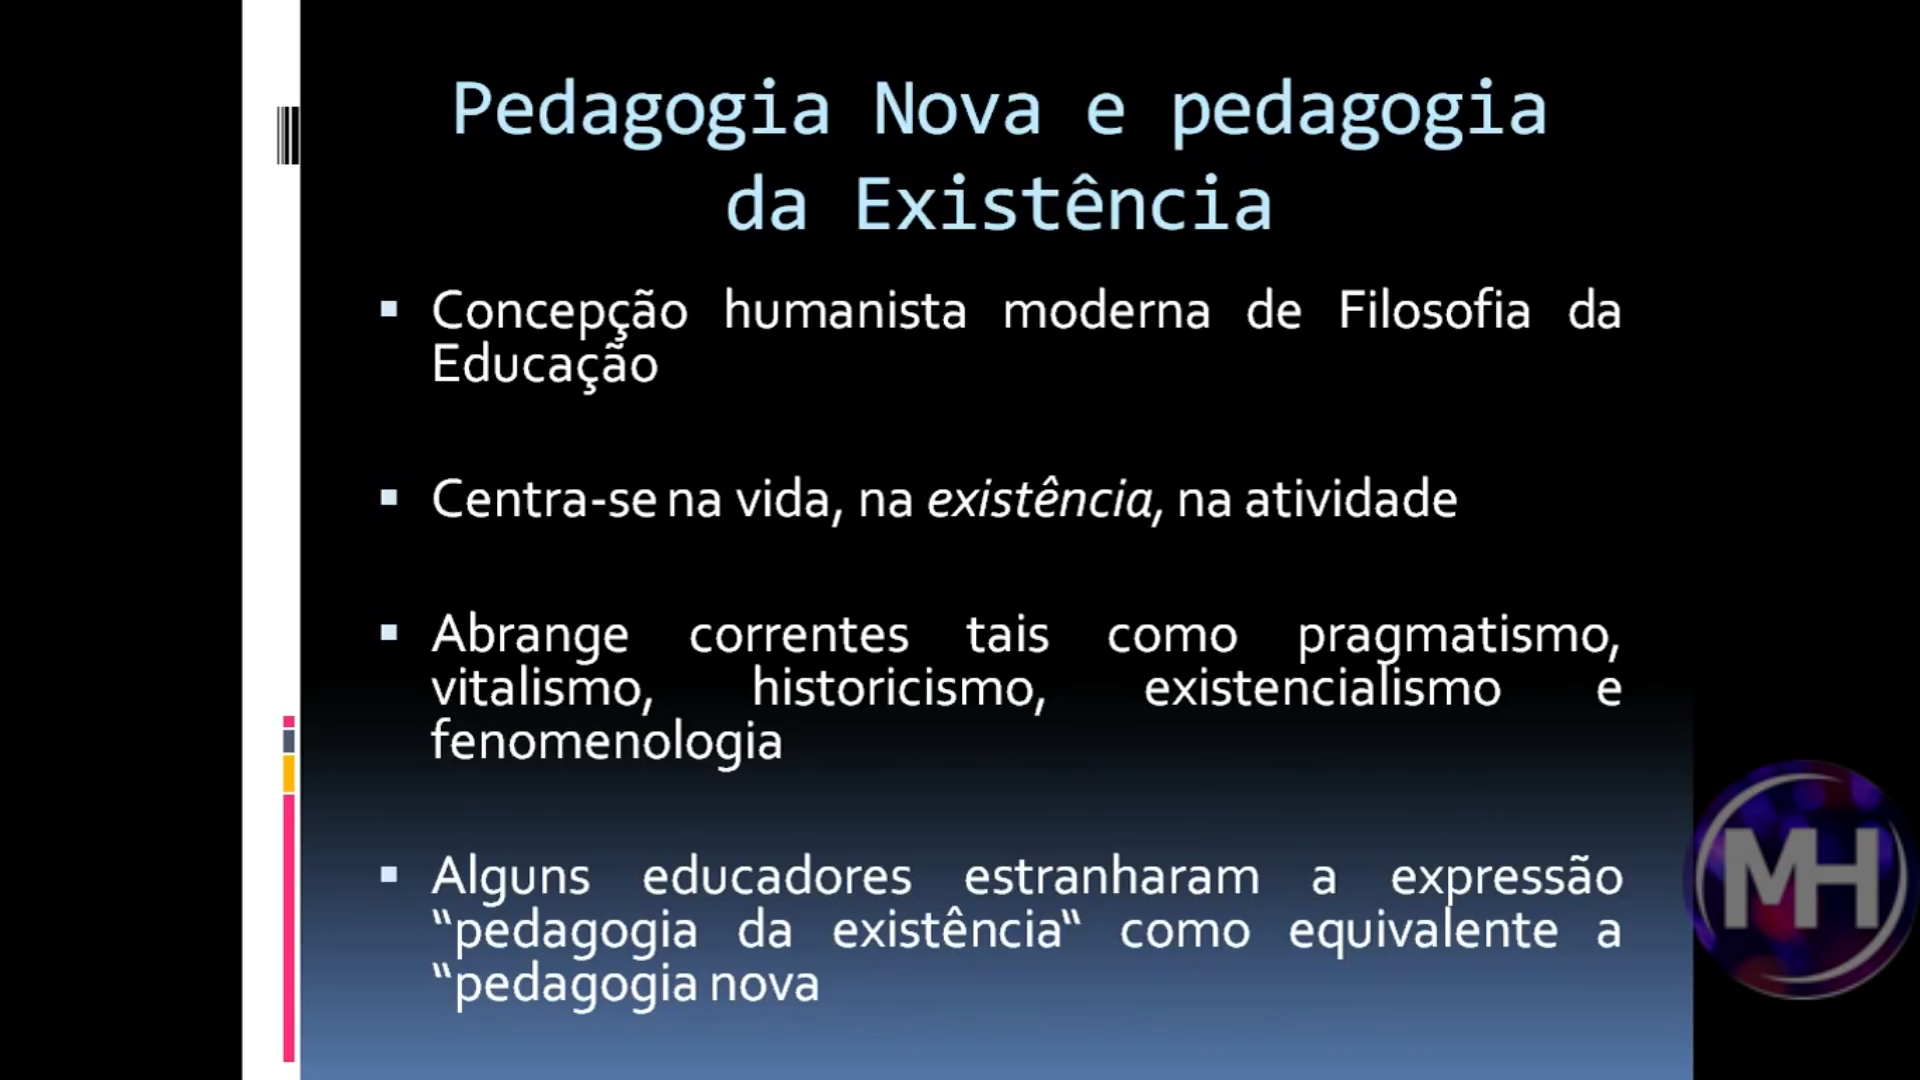 Pedagogia Nova e pedagogia
da Existência
Concepção humanista moderna de Filosofia da
Educação
Centra-se na vida, na existência, na atividade
Abrange correntes tais como pragmatismo,
vitalismo, historicismo, existencialismo e
fenomenologia
Alguns educadores estranharam a expressão
“pedagogia da existência“ como equivalente a
“pedagogia nova
MH